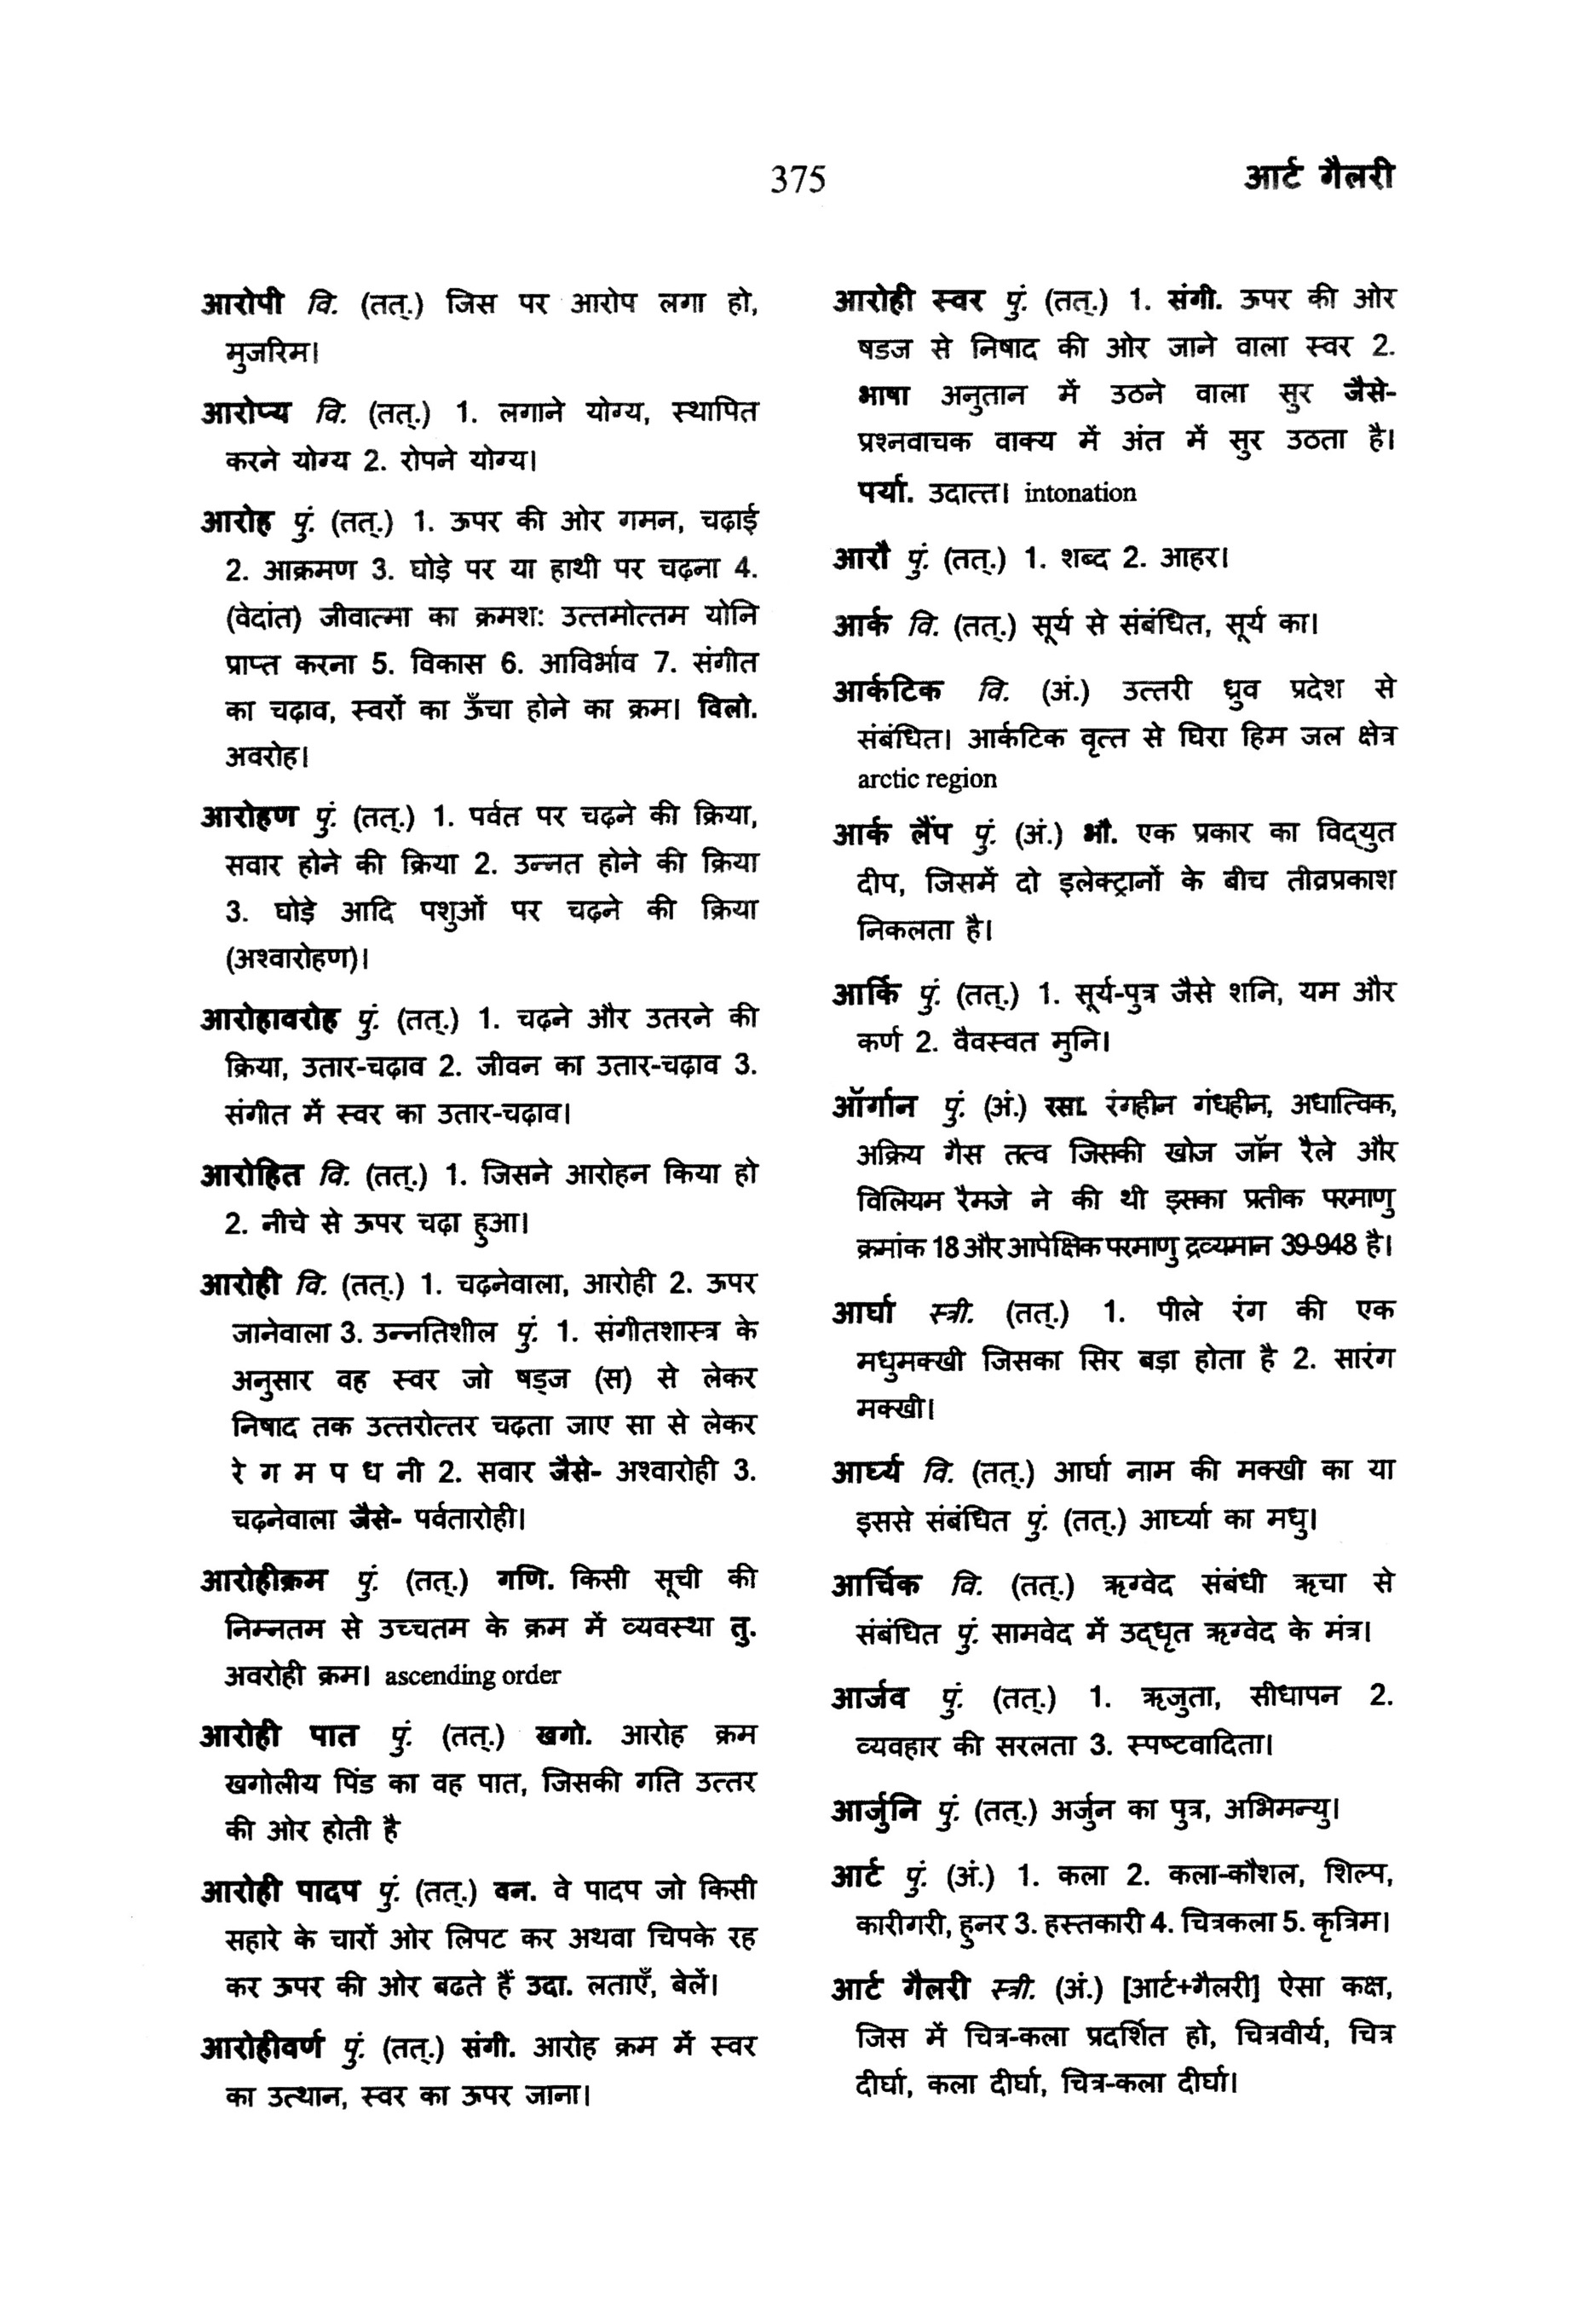 375
आर्ट गैलरी
आरोपी वि. (तत्.) जिस पर आरोप लगा हो,
मुजरिम।
आरोप्य वि. (तत्.) 1. लगाने योग्य, स्थापित
करने योग्य 2. रोपने योग्य।
आरोह पुं. (तत्.) 1. ऊपर की ओर गमन, चढ़ाई
2. आक्रमण 3. घोड़े पर या हाथी पर चढ़ना 4.
(वेदांत) जीवात्मा का क्रमश: उत्तमोत्तम योनि
प्राप्त करना 5. विकास 6. आविर्भाव 7. संगीत
का चढ़ाव, स्वरों का ऊँचा होने का क्रम। विलो.
अवरोह।
आरोहण पुं. (तत्.) 1. पर्वत पर चढ़ने की क्रिया,
सवार होने की क्रिया 2. उन्नत होने की क्रिया
3. घोड़े आदि पशुओं पर चढ़ने की क्रिया
(अश्वारोहण)।
आरोहावरोह पुं. (तत्.) 1. चढ़ने और उतरने की
क्रिया, उतार-चढ़ाव 2. जीवन का उतार-चढ़ाव 3.
संगीत में स्वर का उतार-चढ़ाव।
आरोहित वि. (तत्.) 1. जिसने आरोहन किया हो
2. नीचे से ऊपर चढ़ा हुआ।
आरोही वि. (तत्.) 1. चढ़नेवाला, आरोही 2. ऊपर
जानेवाला 3. उन्नतिशील पुं. 1. संगीतशास्त्र के
अनुसार वह स्वर जो षड्ज (स) से लेकर
निषाद तक उत्तरोत्तर चढ़ता जाए सा से लेकर
रे ग म प ध नी 2. सवार जैसे- अश्वारोही 3.
चढ़नेवाला जैसे- पर्वतारोही।
आरोहीक्रम पुं. (तत्.) गणि. किसी सूची की
निम्नतम से उच्चतम के क्रम में व्यवस्था तु.
अवरोही क्रम। ascending order
आरोही पात पुं. (तत्.) खगो. आरोह क्रम
खगोलीय पिंड का वह पात, जिसकी गति उत्तर
की ओर होती है
आरोही पादप पुं. (तत्.) वन. वे पादप जो किसी
सहारे के चारों ओर लिपट कर अथवा चिपके रह
कर ऊपर की ओर बढते हैं उदा. लताएँ, बेलें।
आरोहीवर्ण पुं. (तत्.) संगी. आरोह क्रम में स्वर
का उत्थान, स्वर का ऊपर जाना।
आरोही स्वर पुं. (तत्.) 1. संगी. ऊपर की ओर
षडज से निषाद की ओर जाने वाला स्वर 2.
भाषा अनुतान में उठने वाला सुर जैसे-
प्रश्नवाचक वाक्य में अंत में सुर उठता है।
पर्या. उदात्त। intonation
आरौ पुं. (तत्.) 1. शब्द 2. आहर।
आर्क वि. (तत्.) सूर्य से संबंधित, सूर्य का।
आर्कटिक वि. (अं.) उत्तरी ध्रुव प्रदेश से
संबंधित। आर्कटिक वृत्त से घिरा हिम जल क्षेत्र
arctic region
आर्क लैंप पुं. (अं.) भौ. एक प्रकार का विद्युत
दीप, जिसमें दो इलेक्ट्रानों के बीच तीव्रप्रकाश
निकलता है।
आर्कि पुं. (तत्.) 1. सूर्य-पुत्र जैसे शनि, यम और
कर्ण 2. वैवस्वत मुनि।
ऑर्गान पुं. (अं.) रसा. रंगहीन गंधहीन, अधात्विक,
अक्रिय गैस तत्व जिसकी खोज जॉन रैले और
विलियम रैमजे ने की थी इसका प्रतीक परमाणु
क्रमांक 18 और आपेक्षिक परमाणु द्रव्यमान 39-948 है।
आर्घा स्त्री. (तत्.) 1. पीले रंग की एक
मधुमक्खी जिसका सिर बड़ा होता है 2. सारंग
मक्खी।
आर्घ्य वि. (तत्.) आर्घा नाम की मक्खी का या
इससे संबंधित पुं. (तत्.) आर्घ्या का मधु।
आर्चिक वि. (तत्.) ऋग्वेद संबंधी ऋचा से
संबंधित पुं. सामवेद में उद्धृत ऋग्वेद के मंत्र।
आर्जव पुं. (तत्.) 1. ऋजुता, सीधापन 2.
व्यवहार की सरलता 3. स्पष्टवादिता।
आर्जुनि पुं. (तत्.) अर्जुन का पुत्र, अभिमन्यु।
आर्ट पुं. (अं.) 1. कला 2. कला-कौशल, शिल्प,
कारीगरी, हुनर 3. हस्तकारी 4. चित्रकला 5. कृत्रिम।
आर्ट गैलरी स्त्री. (अं.) [आर्ट+गैलरी] ऐसा कक्ष,
जिस में चित्र-कला प्रदर्शित हो, चित्रवीर्य, चित्र
दीर्घा, कला दीर्घा, चित्र-कला दीर्घा।